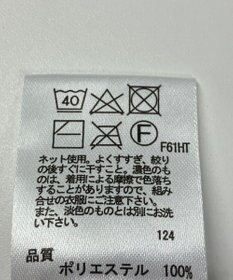 40
F
F61HT
ネット使用。よくすすぎ、絞り
の後すぐに干すこと。濃色のも
のは、着用による摩擦で色落ち
することがありますので、組み
合せの衣服にご注意下さい。
また、淡色のものとは別にお洗
い下さい。
124
品質
ポリエステル 100%